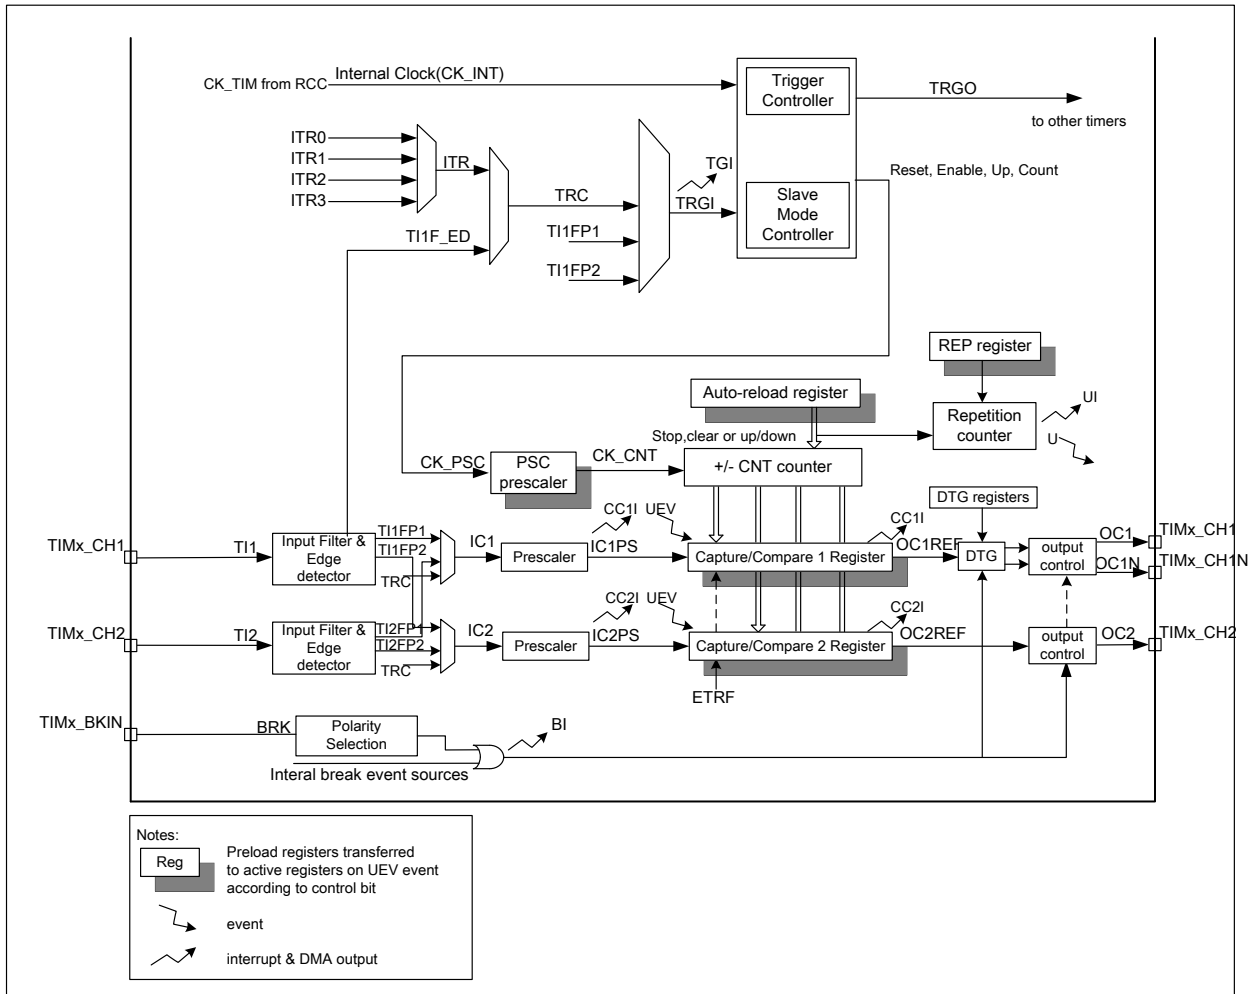 CK_TIM from RCC
Internal Clock(CK_INT)
Trigger
Controller
TRGO
to other timers
ITR0
ITR1
ITR2
ITR3
ITR
TRC
TGI
TRGI
Slave
Mode
Controller
Reset, Enable, Up, Count
TI1F_ED
TI1FP1
TI1FP2
REP register
Auto-reload register
Repetition
counter
UI
U
Stop,clear or up/down
CK_PSC
PSC
prescaler
CK_CNT
+/- CNT counter
DTG registers
TIMx_CH1
TI1
Input Filter &
Edge
detector
TI1FP1
TI1FP2
TRC
IC1
Prescaler
CC1I
IC1PS
UEV
Capture/Compare 1 Register
CC1I
OC1REF
DTG
output
control
OC1
TIMx_CH1
OC1N
TIMx_CH1N
TIMx_CH2
TI2
Input Filter &
Edge
detector
TI2FP1
TI2FP2
TRC
IC2
Prescaler
CC2I
IC2PS
UEV
Capture/Compare 2 Register
CC2I
OC2REF
output
control
OC2
TIMx_CH2
ETRF
TIMx_BKIN
BRK
Polarity
Selection
BI
Interal break event sources
Notes:
Reg
Preload registers transferred
to active registers on UEV event
according to control bit
event
interrupt & DMA output